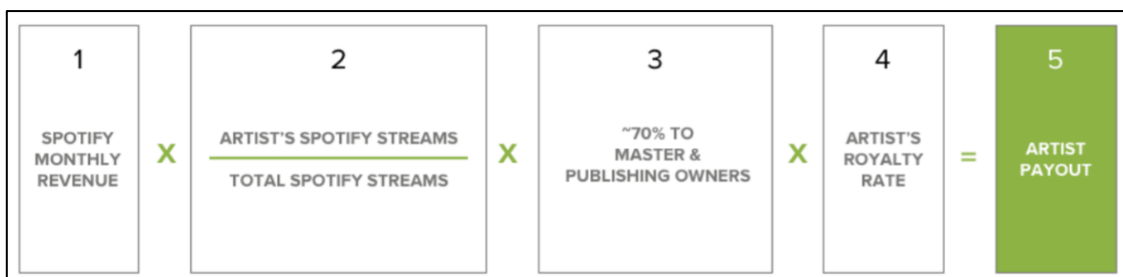 1
SPOTIFY
MONTHLY
REVENUE
X
2
ARTIST'S SPOTIFY STREAMS
TOTAL SPOTIFY STREAMS
X
3
~70% TO
MASTER &
PUBLISHING OWNERS
X
4
ARTIST'S
ROYALTY
RATE
=
5
ARTIST
PAYOUT